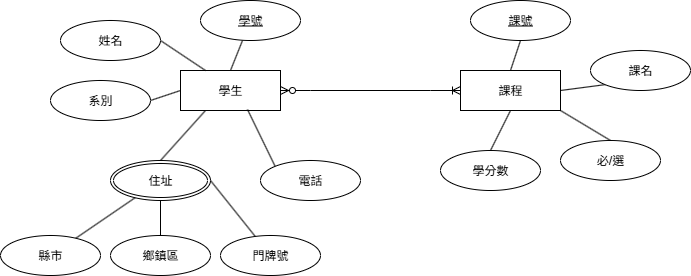 學號
課號
姓名
課名
系別
學生
課程
住址
電話
學分數
必/選
縣市
鄉鎮區
門牌號